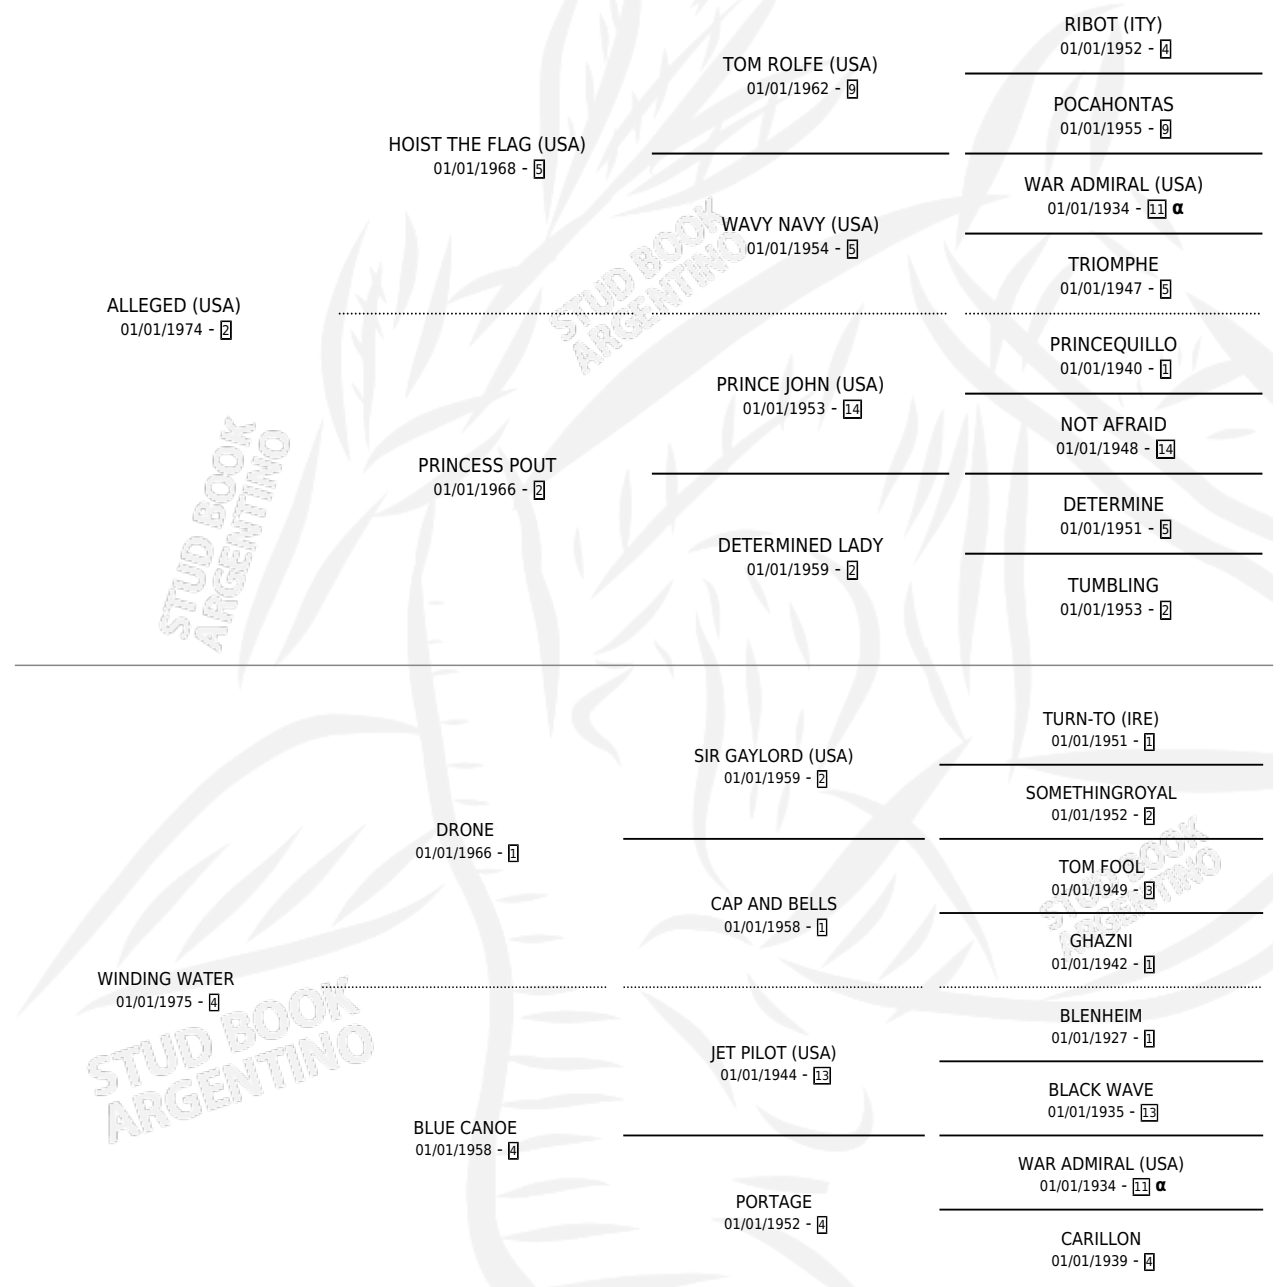 RIBOT (ITY)
01/01/1952 - 4
TOM ROLFE (USA)
01/01/1962 - 9
POCAHONTAS
01/01/1955 - 9
HOIST THE FLAG (USA)
01/01/1968 - 5
WAR ADMIRAL (USA)
01/01/1934 - 11 α
WAVY NAVY (USA)
01/01/1954 - 5
TRIOMPHE
01/01/1947 - 5
ALLEGED (USA)
01/01/1974 - 2
PRINCEQUILLO
01/01/1940 - 1
PRINCE JOHN (USA)
01/01/1953 - 14
NOT AFRAID
01/01/1948 - 14
PRINCESS POUT
01/01/1966 - 2
DETERMINE
01/01/1951 - 5
DETERMINED LADY
01/01/1959 - 2
TUMBLING
01/01/1953 - 2
TURN-TO (IRE)
01/01/1951 - 1
SIR GAYLORD (USA)
01/01/1959 - 2
SOMETHINGROYAL
01/01/1952 - 2
DRONE
01/01/1966 - 1
TOM FOOL
01/01/1949 - 3
CAP AND BELLS
01/01/1958 - 1
GHAZNI
01/01/1942 - 1
WINDING WATER
01/01/1975 - 4
BLENHEIM
01/01/1927 - 1
JET PILOT (USA)
01/01/1944 - 13
BLACK WAVE
01/01/1935 - 13
BLUE CANOE
01/01/1958 - 4
WAR ADMIRAL (USA)
01/01/1934 - 11 α
PORTAGE
01/01/1952 - 4
CARILLON
01/01/1939 - 4
STUD BOOK
ARGENTINO
STUD BOOK
ARGENTINO
STUD BOOK
ARGENTINO
STUD BOOK
ARGENTINO